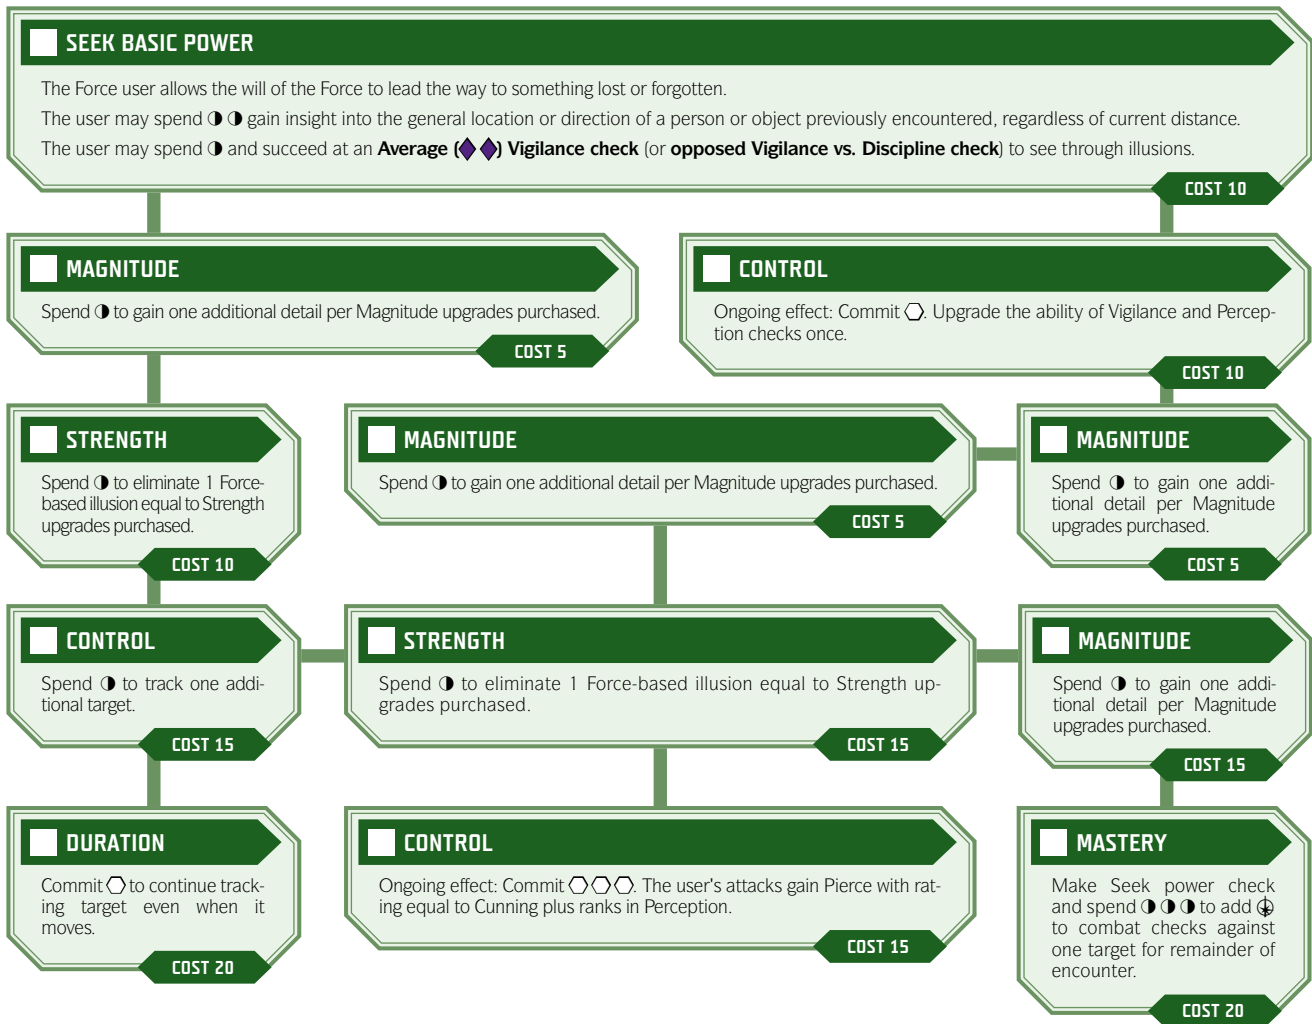 SEEK BASIC POWER
The Force user allows the will of the Force to lead the way to something lost or forgotten.
The user may spend ◑ ◑ gain insight into the general location or direction of a person or object previously encountered, regardless of current distance.
The user may spend ◑ and succeed at an Average (◆ ◆) Vigilance check (or opposed Vigilance vs. Discipline check) to see through illusions.
COST 10
MAGNITUDE
Spend ◑ to gain one additional detail per Magnitude upgrades purchased.
COST 5
CONTROL
Ongoing effect: Commit ⬡. Upgrade the ability of Vigilance and Percep-
tion checks once.
COST 10
STRENGTH
Spend ◑ to eliminate 1 Force-
based illusion equal to Strength
upgrades purchased.
COST 10
MAGNITUDE
Spend ◑ to gain one additional detail per Magnitude upgrades purchased.
COST 5
MAGNITUDE
Spend ◑ to gain one addi-
tional detail per Magnitude
upgrades purchased.
COST 5
CONTROL
Spend ◑ to track one addi-
tional target.
COST 15
STRENGTH
Spend ◑ to eliminate 1 Force-based illusion equal to Strength up-
grades purchased.
COST 15
MAGNITUDE
Spend ◑ to gain one addi-
tional detail per Magnitude
upgrades purchased.
COST 15
DURATION
Commit ⬡ to continue track-
ing target even when it
moves.
COST 20
CONTROL
Ongoing effect: Commit ⬡⬡⬡. The user's attacks gain Pierce with rat-
ing equal to Cunning plus ranks in Perception.
COST 15
MASTERY
Make Seek power check
and spend ◑ ◑ ◑ to add
to combat checks against
one target for remainder of
encounter.
COST 20